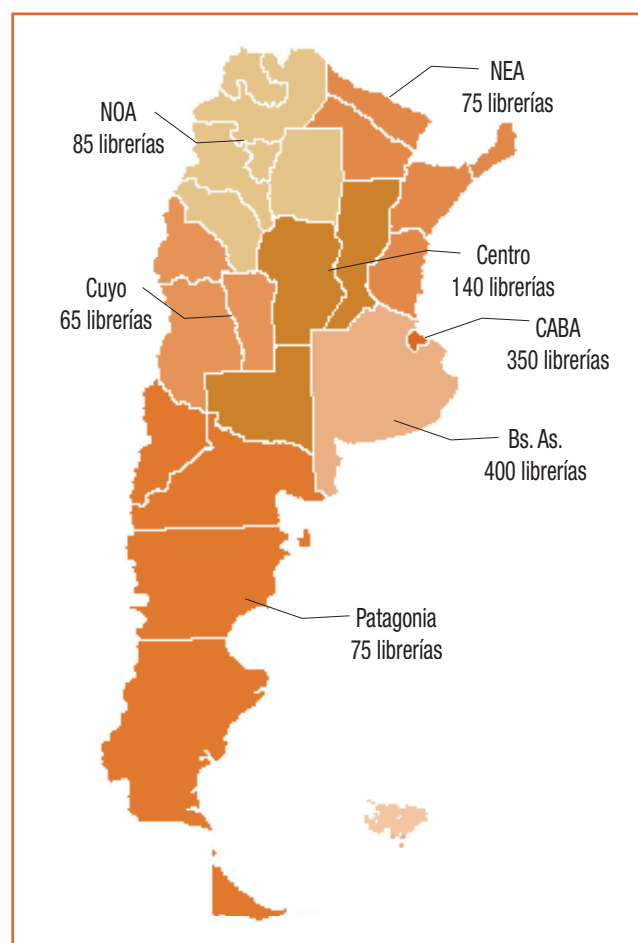 NEA
75 librerías
NOA
85 librerías
Centro
140 librerías
Cuyo
65 librerías
CABA
350 librerías
Bs. As.
400 librerías
Patagonia
75 librerías